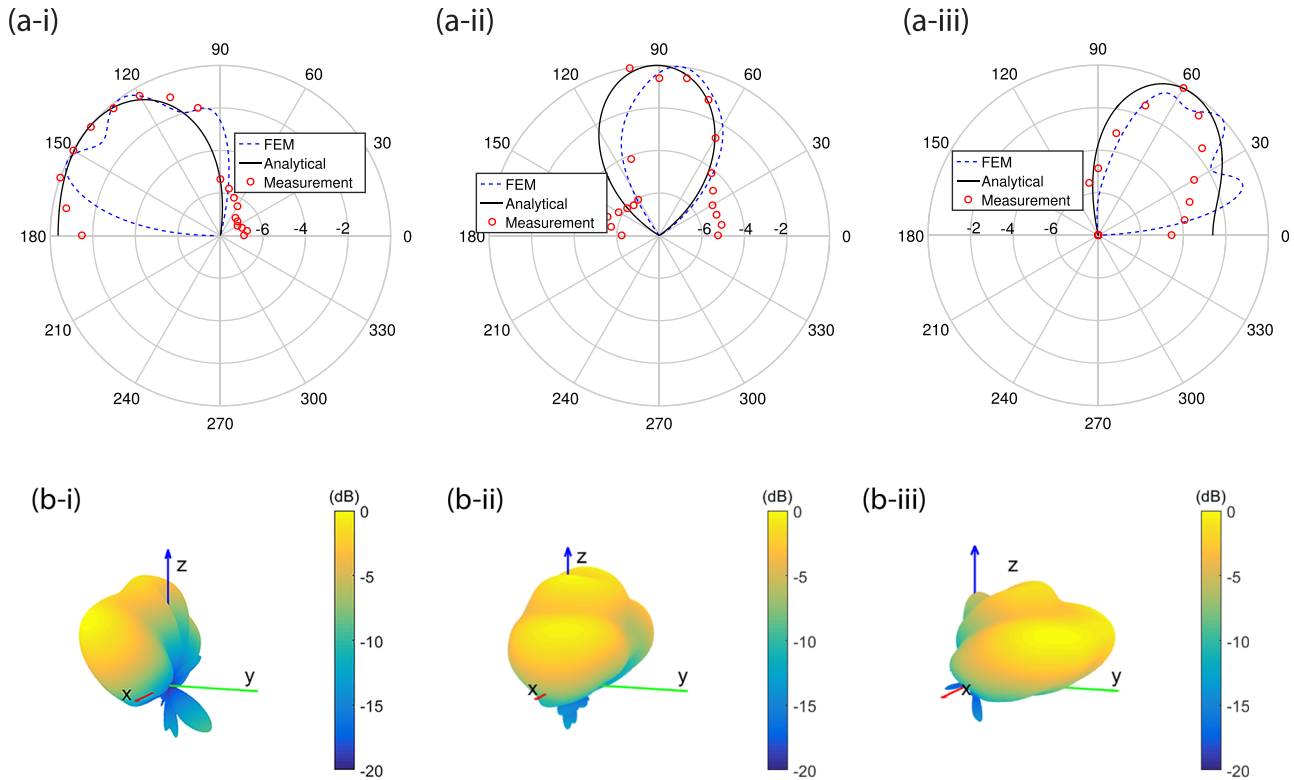 (a-i)
(a-ii)
(a-iii)
90
120
60
150
30
180
0
210
330
240
300
270
-6
-4
-2
FEM
Analytical
Measurement
90
120
60
150
30
180
0
210
330
240
300
270
-6
-4
-2
FEM
Analytical
Measurement
90
120
60
150
30
180
0
210
330
240
300
270
-2
-4
-6
FEM
Analytical
Measurement
(b-i)
(dB)
0
-5
-10
-15
-20
z
y
x
(b-ii)
(dB)
0
-5
-10
-15
-20
z
y
x
(b-iii)
(dB)
0
-5
-10
-15
-20
z
y
x